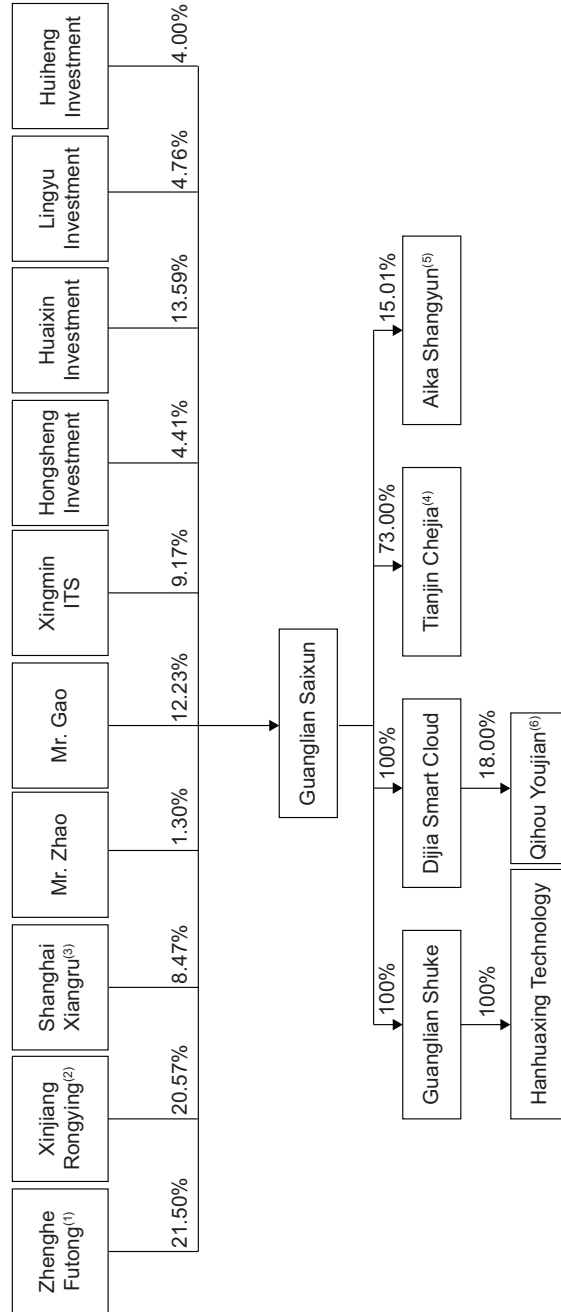 Zhenghe
Futong(1)
Xinjiang
Rongying(2)
Shanghai
Xiangru(3)
Mr. Zhao
Mr. Gao
Xingmin
ITS
Hongsheng
Investment
Huaixin
Investment
Lingyu
Investment
Huiheng
Investment
21.50%
20.57%
8.47%
1.30%
12.23%
9.17%
4.41%
13.59%
4.76%
4.00%
Guanglian Saixun
100%
100%
73.00%
15.01%
Guanglian Shuke
Dijia Smart Cloud
Tianjin Chejia(4)
Aika Shangyun(5)
100%
18.00%
Hanhuaxing Technology
Qihou Youjian(6)